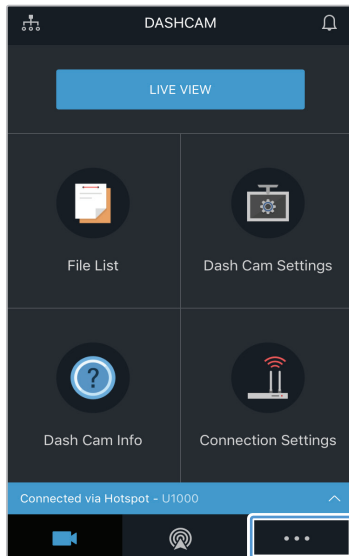 DASHCAM
LIVE VIEW
File List
Dash Cam Settings
?
Dash Cam Info
Connection Settings
Connected via Hotspot - U1000